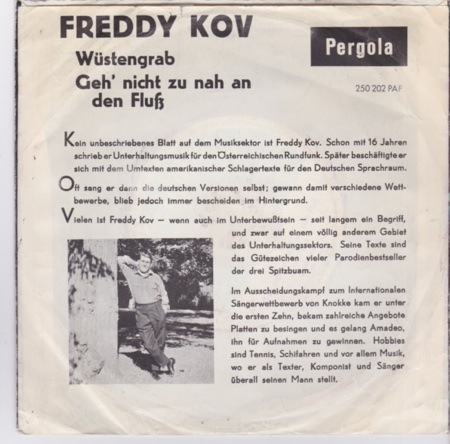 FREDDY KOV
Wüstengrab
Geh' nicht zu nah an
den Fluß
Pergola
250 202 PAF
Kein unbeschriebenes Blatt auf dem Musiksektor ist Freddy Kov. Schon mit 16 Jahren
schrieb er Unterhaltungsmusik für den Österreichischen Rundfunk. Später beschäftigte er
sich mit dem Umtexten amerikanischer Schlagertexte für den Deutschen Sprachraum.
Oft sang er dann die deutschen Versionen selbst; gewann damit verschiedene Wett-
bewerbe, blieb jedoch immer bescheiden im Hintergrund.
Vielen ist Freddy Kov — wenn auch im Unterbewußtsein — seit langem ein Begriff,
und zwar auf einem völlig anderem Gebiet
des Unterhaltungssektors. Seine Texte sind
das Gütezeichen vieler Parodienbestseller
der drei Spitzbuam.
Im Ausscheidungskampf zum Internationalen
Sängerwettbewerb von Knokke kam er unter
die ersten Zehn, bekam zahlreiche Angebote
Platten zu besingen und es gelang Amadeo,
ihn für Aufnahmen zu gewinnen. Hobbies
sind Tennis, Schifahren und vor allem Musik,
wo er als Texter, Komponist und Sänger
überall seinen Mann stellt.